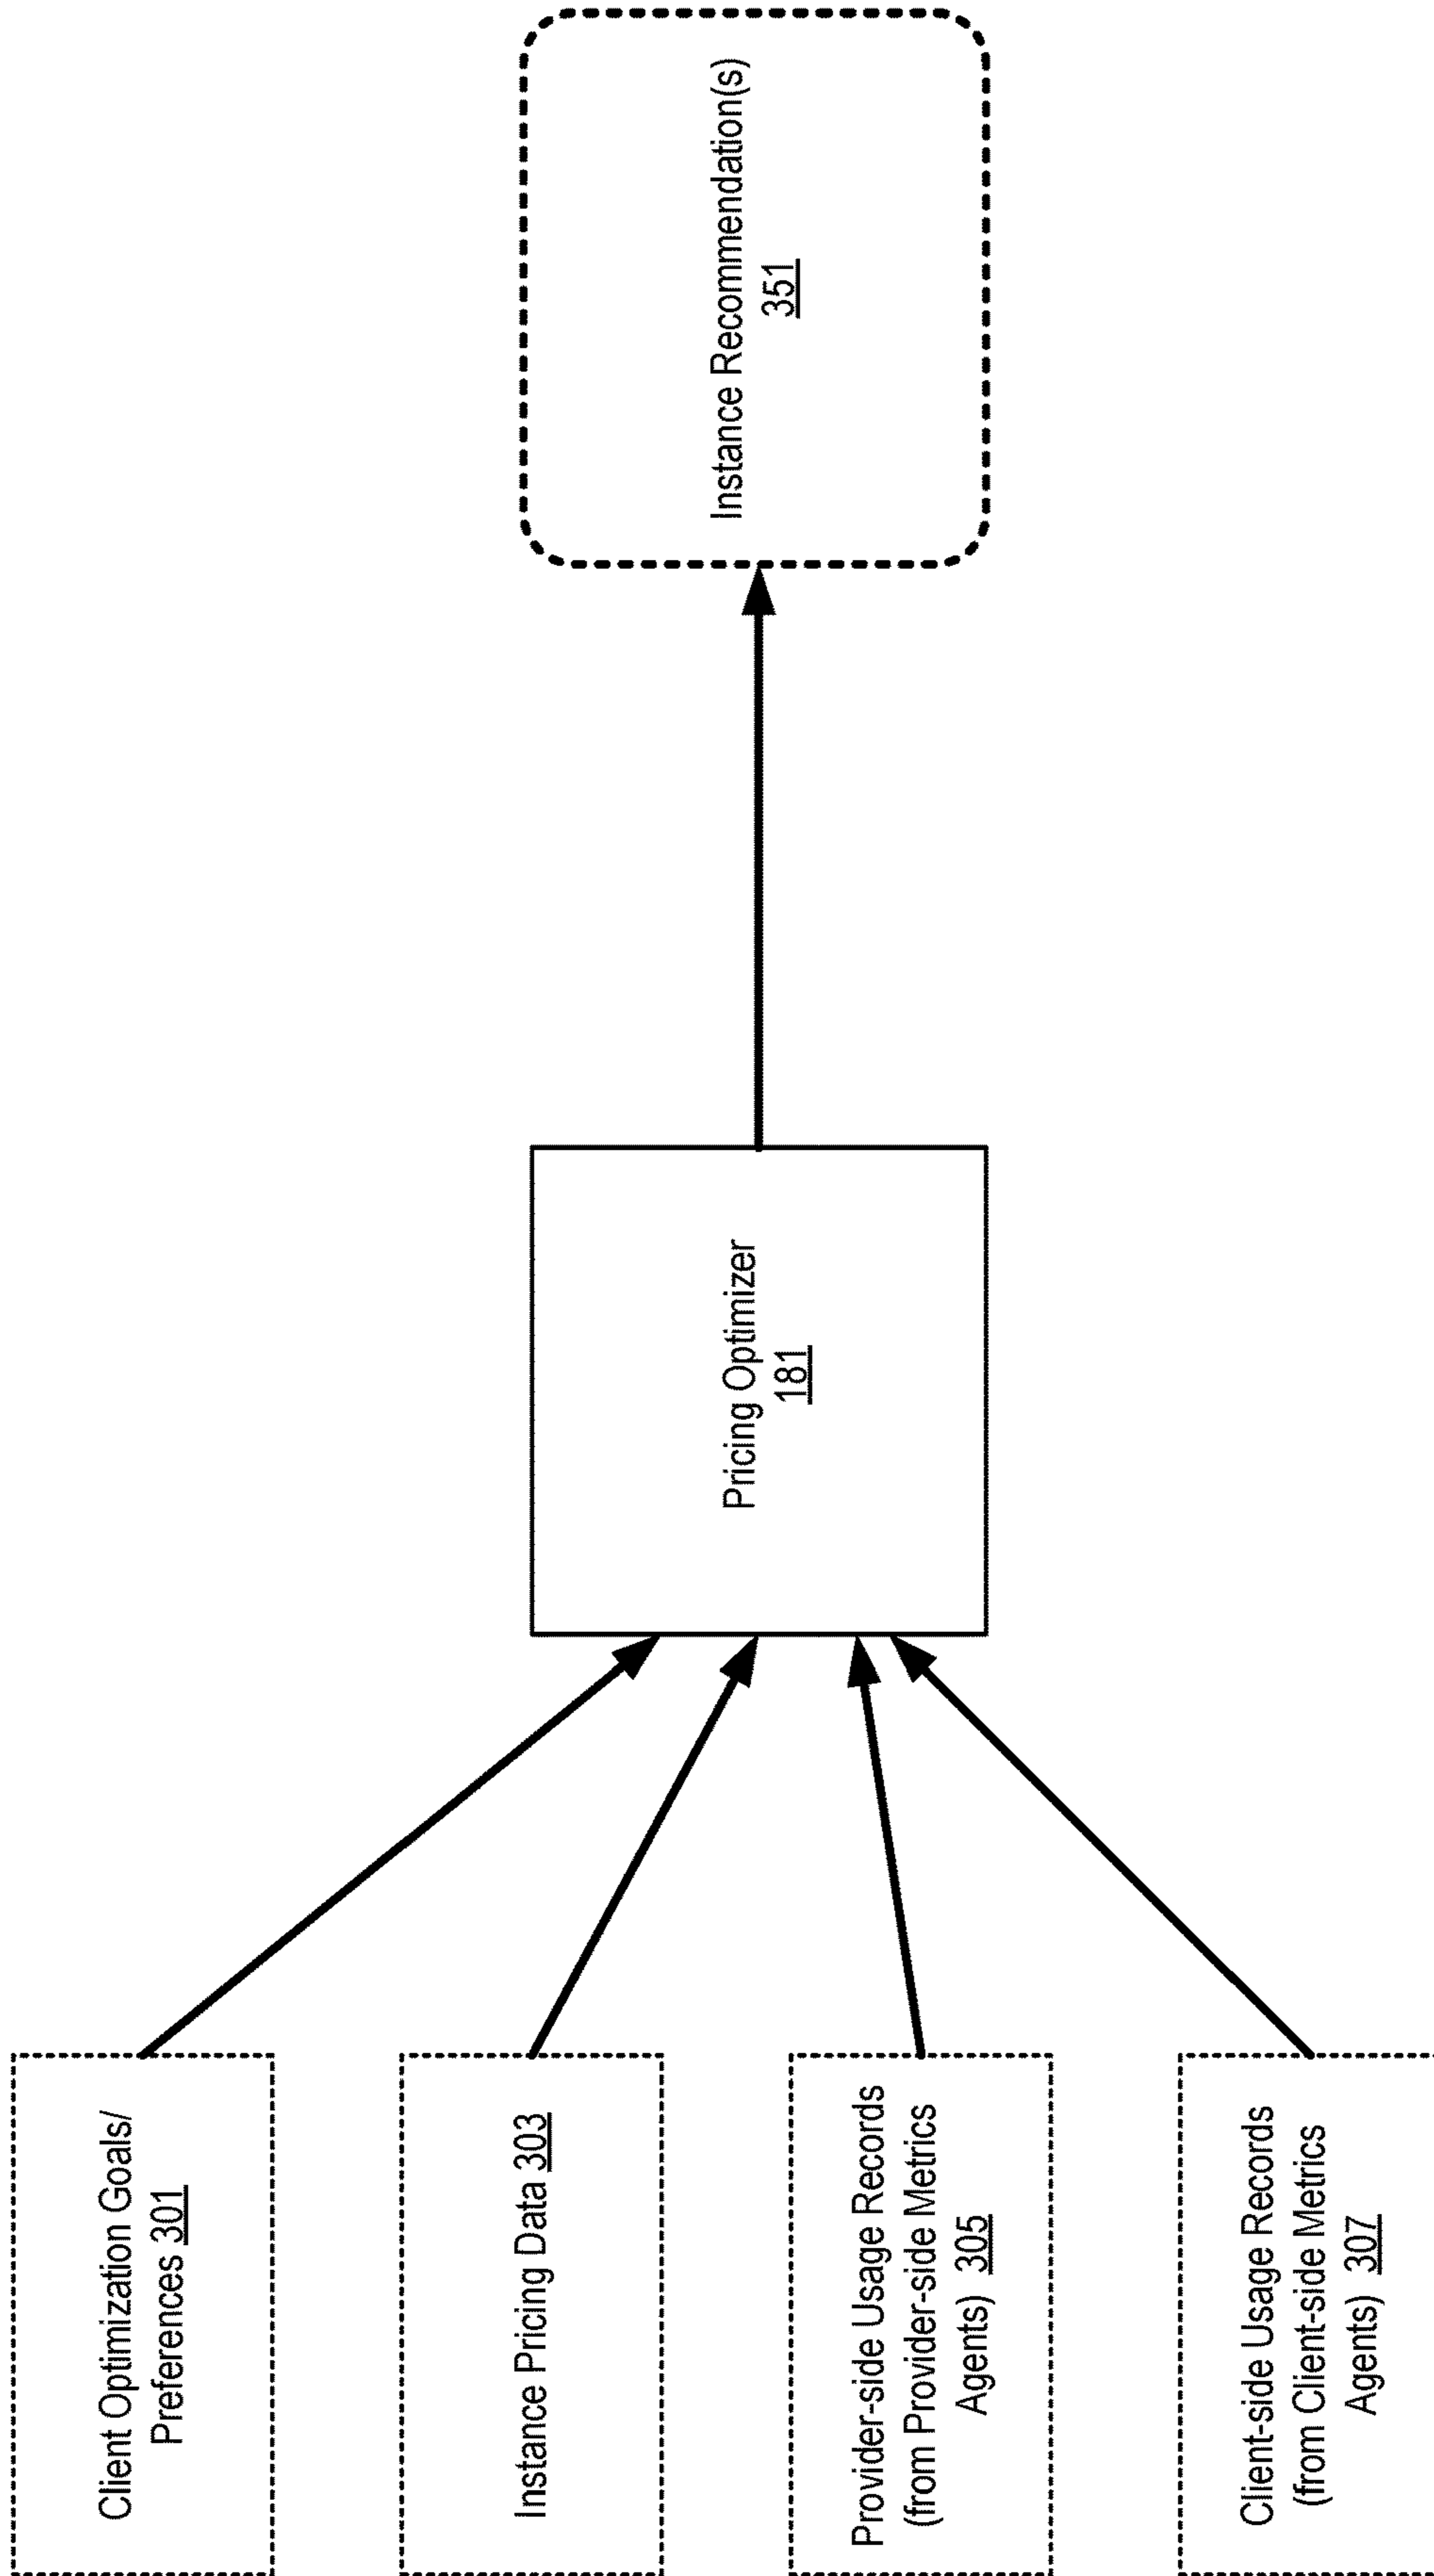 Client Optimization Goals/
Preferences 301
Instance Pricing Data 303
Provider-side Usage Records
(from Provider-side Metrics
Agents) 305
Client-side Usage Records
(from Client-side Metrics
Agents) 307
Pricing Optimizer
181
Instance Recommendation(s)
351